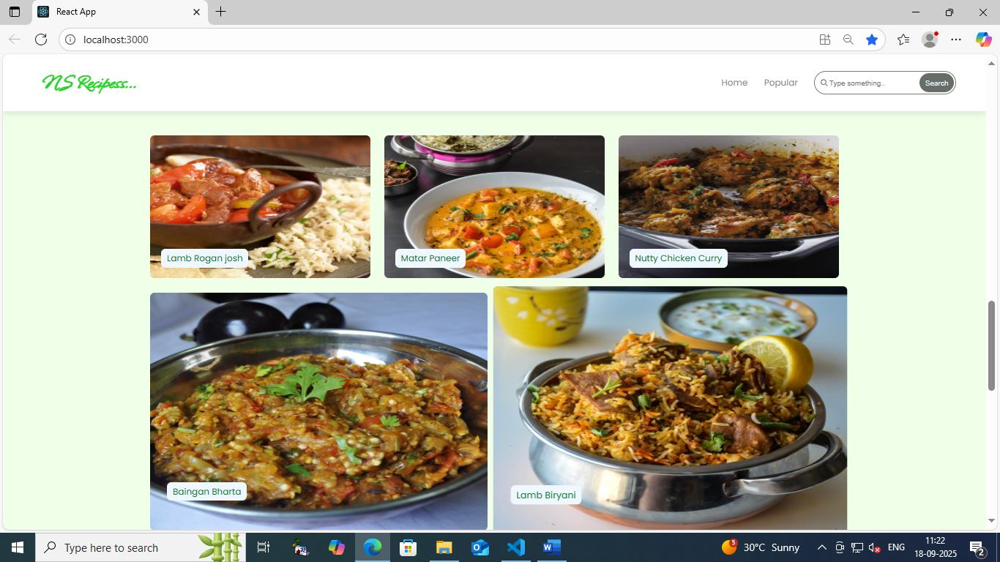 React App
localhost:3000
NS Recipess...
Home
Popular
Type something..
Search
Lamb Rogan josh
Matar Paneer
Nutty Chicken Curry
Baingan Bharta
Lamb Biryani
Type here to search
5
30°C Sunny
ENG
11:22
18-09-2025
2